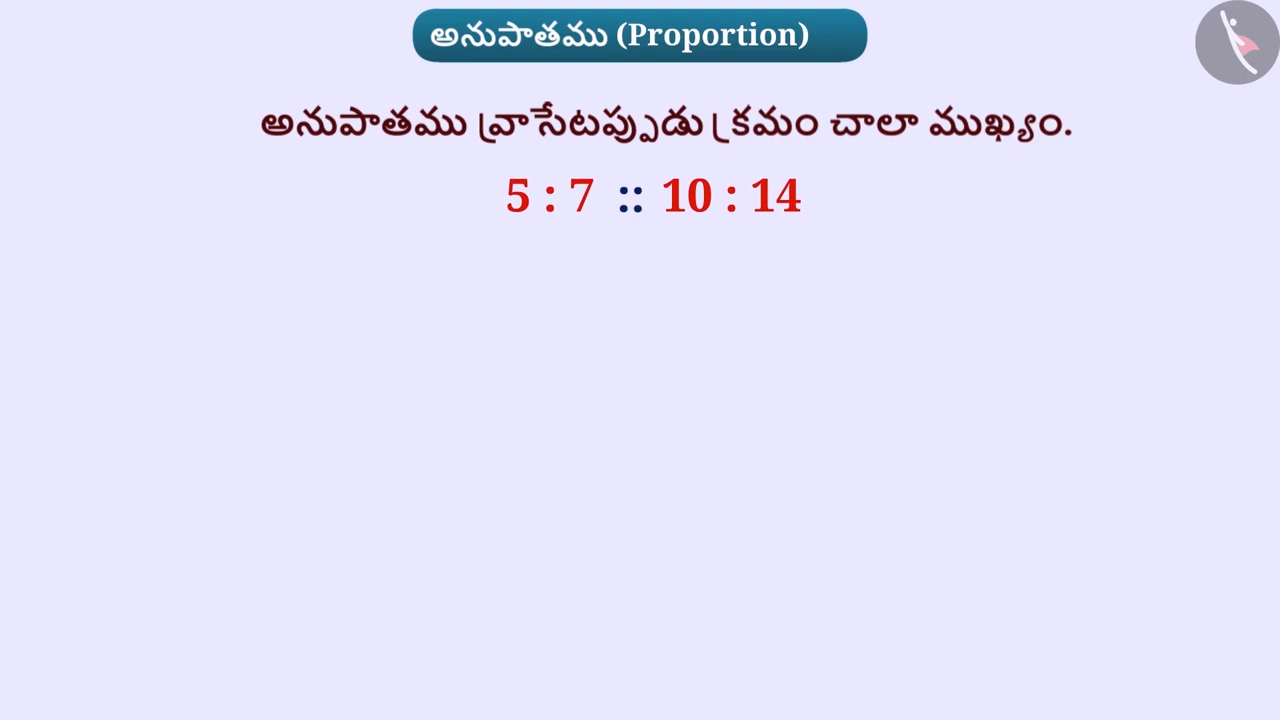 అనుపాతము (Proportion)
అనుపాతము వ్రాసేటప్పుడు క్రమం చాలా ముఖ్యం.
5 : 7 :: 10 : 14